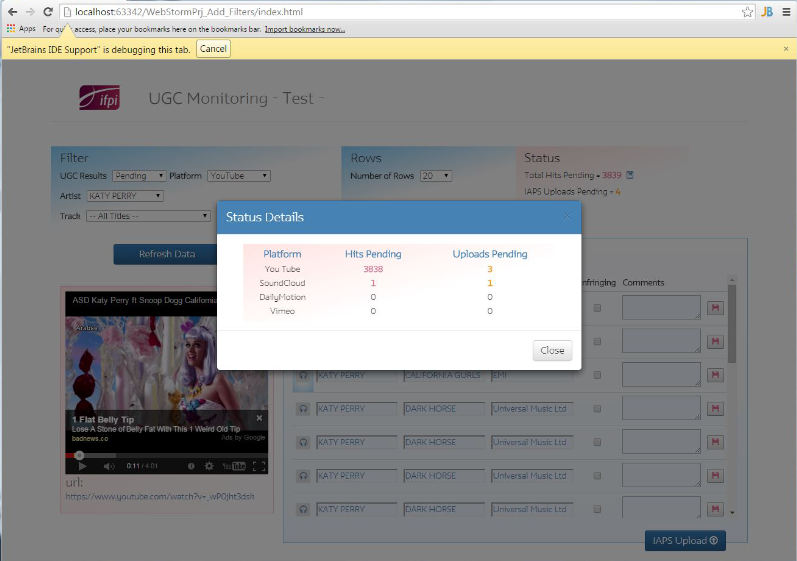 localhost:63342/WebStormPrj_Add_Filters/index.html
Apps For quick access, place your bookmarks here on the bookmarks bar. Import bookmarks now...
"JetBrains IDE Support" is debugging this tab. Cancel
ifpi UGC Monitoring - Test -
Filter Rows Status
UGC Results Pending Platform YouTube Number of Rows 20 Total Hits Pending = 3839
IAPS Uploads Pending = 4
Artist KATY PERRY
Track -- All Titles --
Status Details
Refresh Data
Platform Hits Pending Uploads Pending
You Tube 3838 3
SoundCloud 1 1
DailyMotion 0 0
Vimeo 0 0
Close
nfringing Comments
ASD Katy Perry ft Snoop Dogg California
Arabes
1 Flat Belly Tip
Lose A Stone of Belly Fat With This 1 Weird Old Tip
badnews.co Ads by Google
0:11 / 4:01 YouTube
url:
KATY PERRY CALIFORNIA GURLS EMI
KATY PERRY DARK HORSE Universal Music Ltd
KATY PERRY DARK HORSE Universal Music Ltd
KATY PERRY DARK HORSE Universal Music Ltd
KATY PERRY DARK HORSE Universal Music Ltd
IAPS Upload